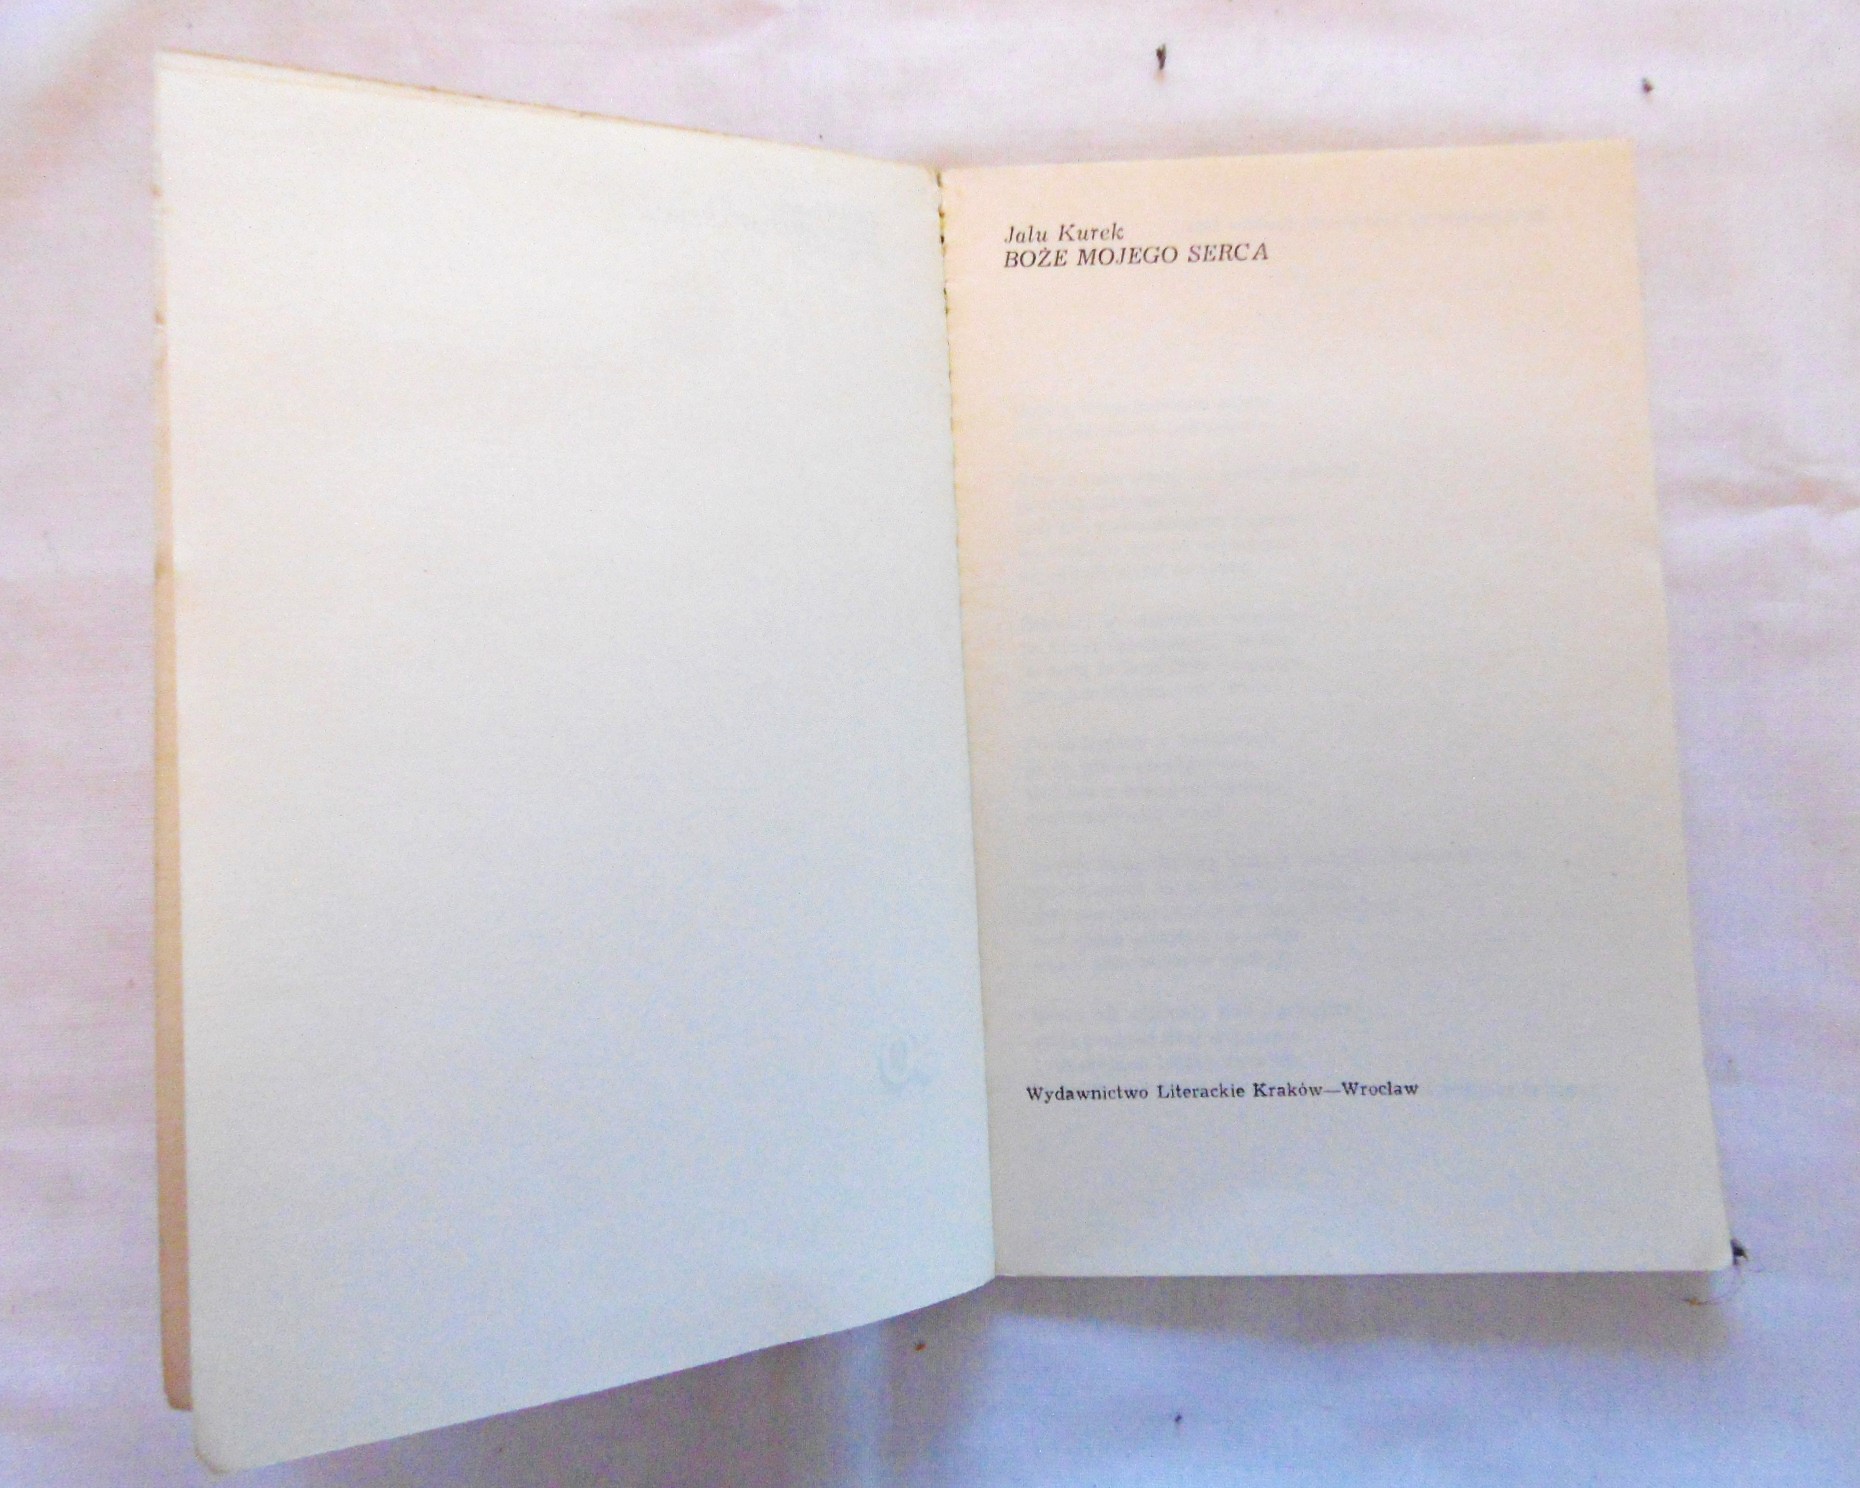 Jalu Kurek
BOŻE MOJEGO SERCA
Wydawnictwo Literackie Kraków—Wrocław